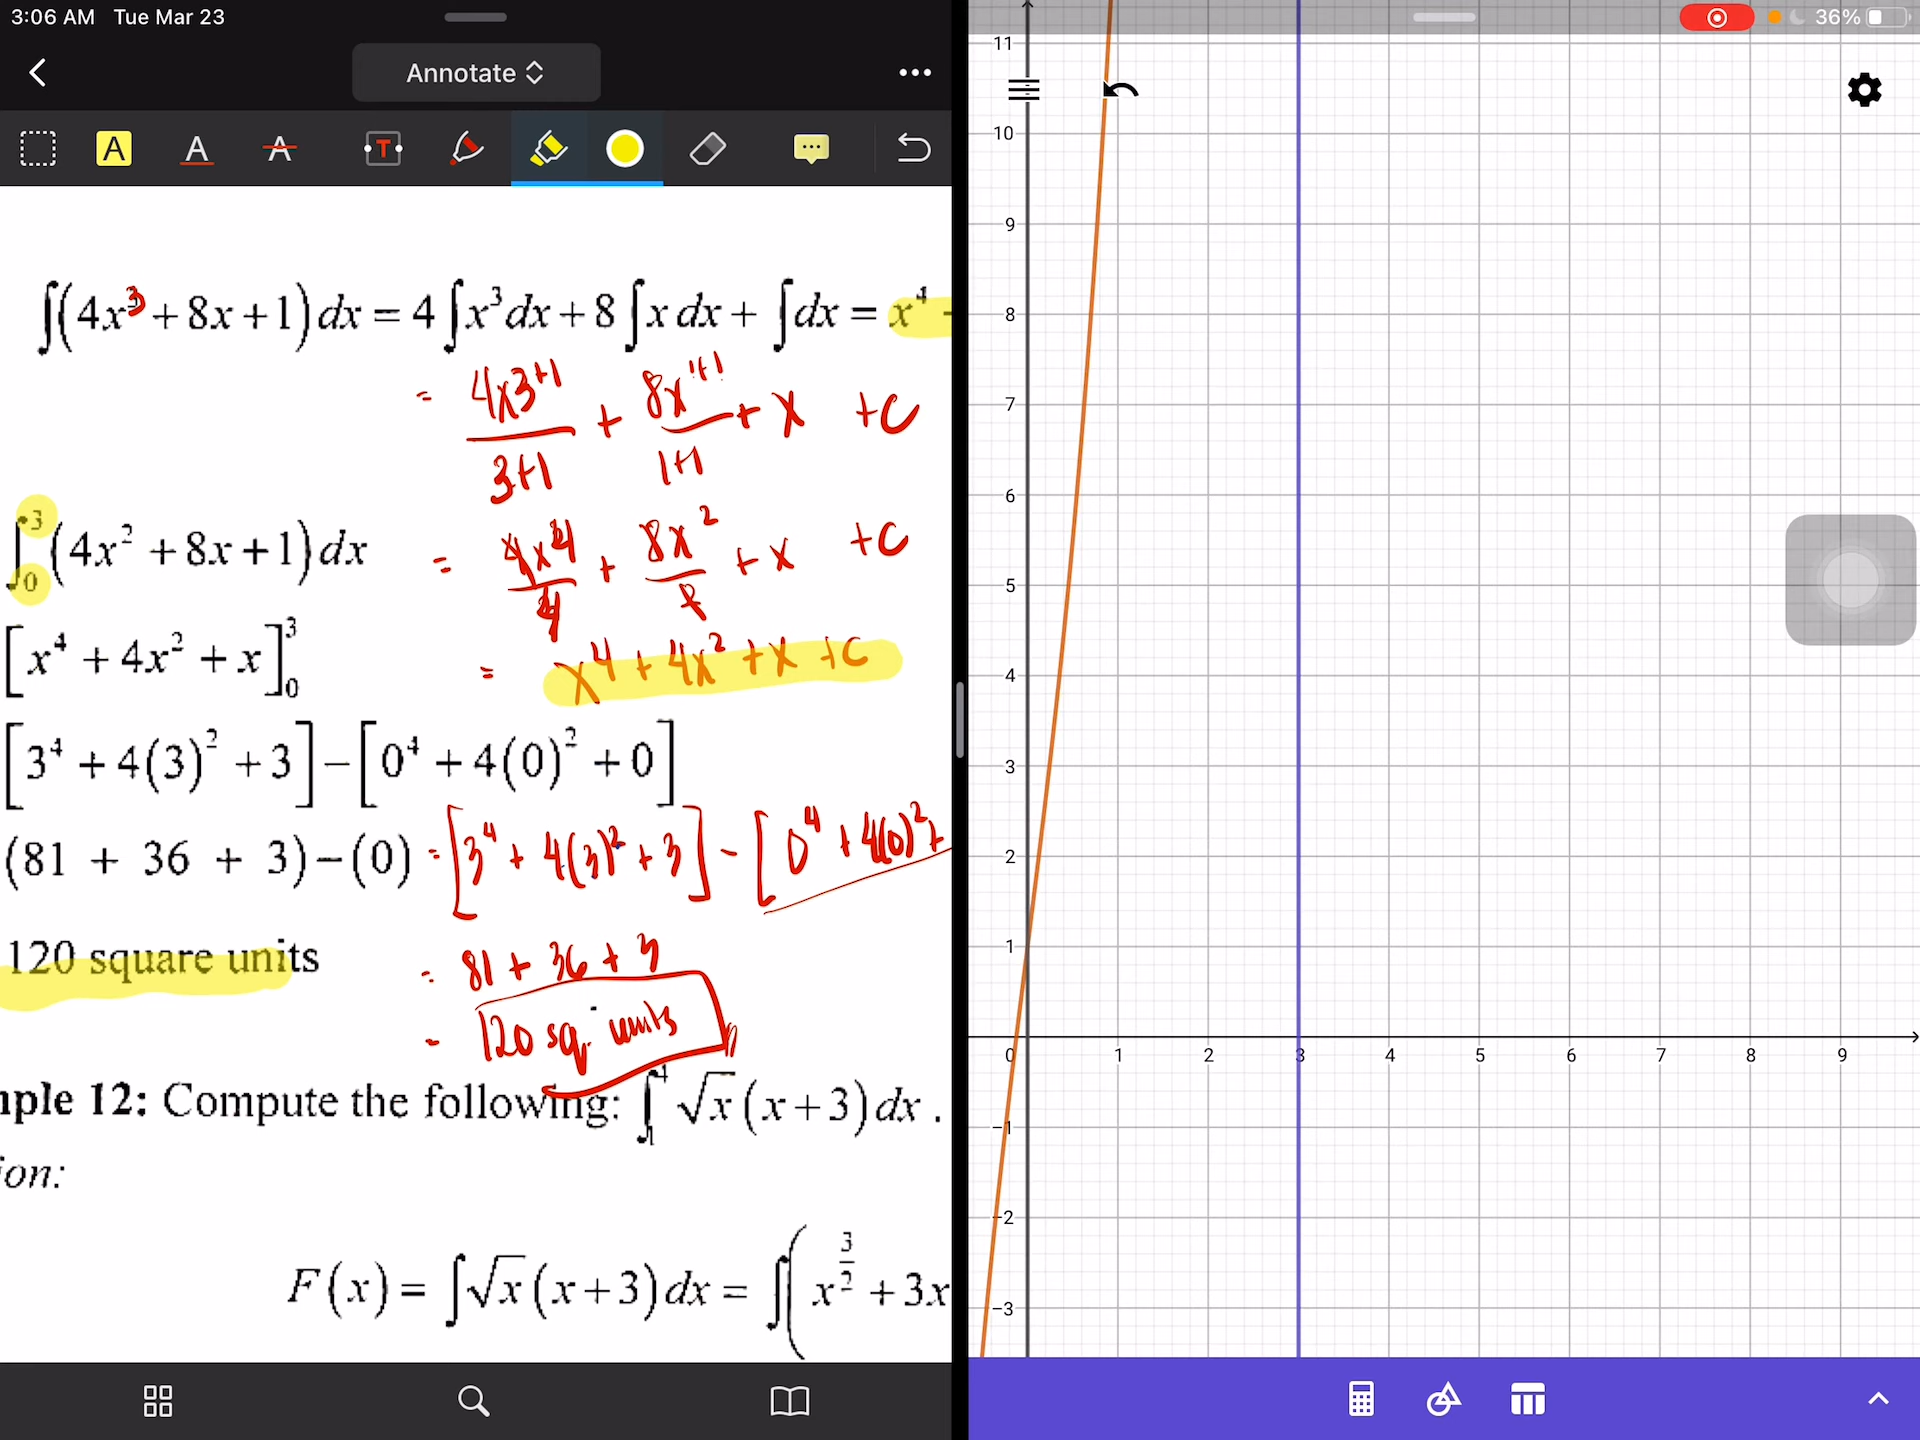 3:06 AM Tue Mar 23
Annotate
∫(4x³ + 8x + 1)dx = 4∫x³dx + 8∫x dx + ∫dx = x⁴
= 4x3+1 / 3+1 + 8x1+1 / 1+1 + x + c
∫₀³(4x² + 8x + 1)dx
= 4x⁴/4 + 8x²/2 + x + c
[x⁴ + 4x² + x]₀³
= x⁴ + 4x² + x + c
[3⁴ + 4(3)² + 3] − [0⁴ + 4(0)² + 0]
(81 + 36 + 3) − (0)
= [3⁴ + 4(3)² + 3] − [0⁴ + 4(0)² +
120 square units
= 81 + 36 + 3
= 120 sq. units
nple 12: Compute the following: ∫₁⁴ √x(x+3)dx .
ion:
F(x) = ∫√x(x+3)dx = ∫(x^(3/2) + 3x
36%
11
10
9
8
7
6
5
4
3
2
1
0 1 2 3 4 5 6 7 8 9
−1
−2
−3